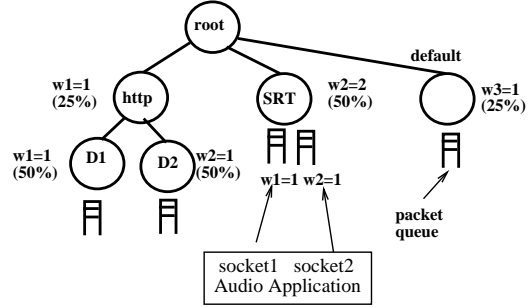 root
default
w1=1
(25%)
http
SRT
w2=2
(50%)
w3=1
(25%)
w1=1
(50%)
D1
D2
w2=1
(50%)
w1=1 w2=1
packet
queue
socket1 socket2
Audio Application